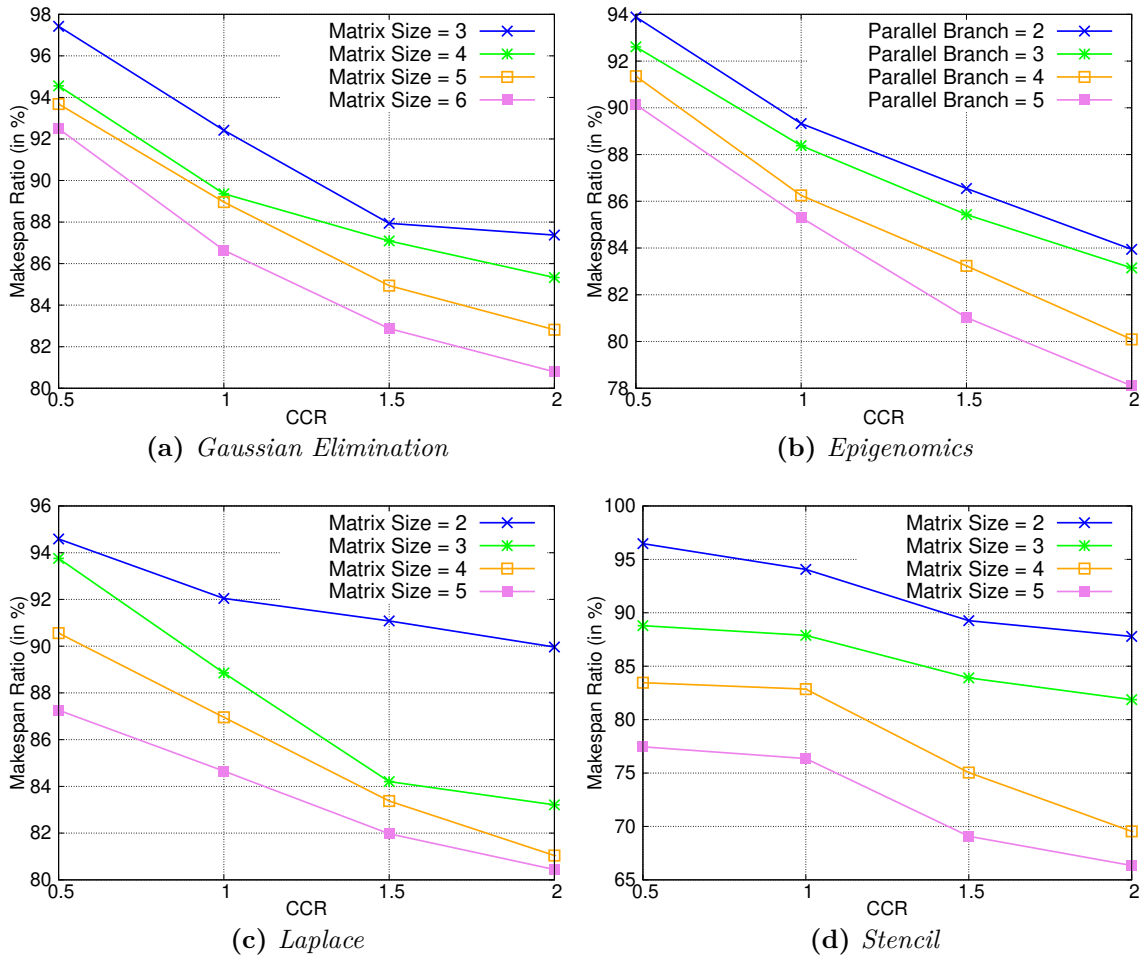 98
96
94
92
90
88
86
84
82
80
Makespan Ratio (in %)
Matrix Size = 3
Matrix Size = 4
Matrix Size = 5
Matrix Size = 6
0.5 1 1.5 2
CCR
(a) Gaussian Elimination
94
92
90
88
86
84
82
80
78
Makespan Ratio (in %)
Parallel Branch = 2
Parallel Branch = 3
Parallel Branch = 4
Parallel Branch = 5
0.5 1 1.5 2
CCR
(b) Epigenomics
96
94
92
90
88
86
84
82
80
Makespan Ratio (in %)
Matrix Size = 2
Matrix Size = 3
Matrix Size = 4
Matrix Size = 5
0.5 1 1.5 2
CCR
(c) Laplace
100
95
90
85
80
75
70
65
Makespan Ratio (in %)
Matrix Size = 2
Matrix Size = 3
Matrix Size = 4
Matrix Size = 5
0.5 1 1.5 2
CCR
(d) Stencil